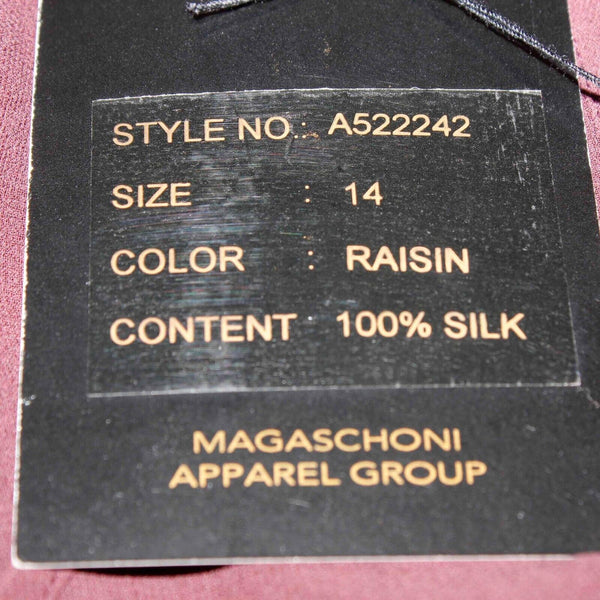 STYLE NO.: A522242
SIZE : 14
COLOR : RAISIN
CONTENT 100% SILK
MAGASCHONI
APPAREL GROUP